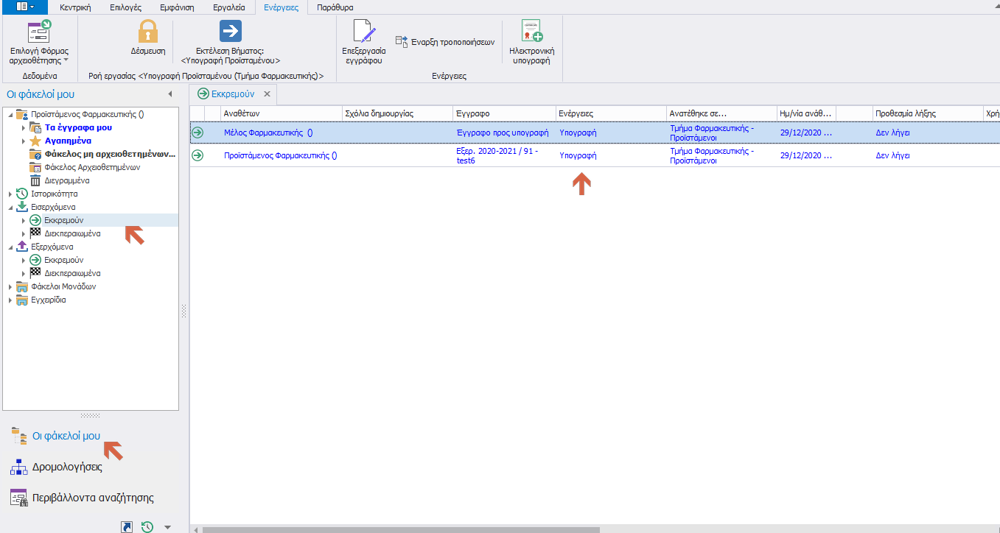 Κεντρική Επιλογές Εμφάνιση Εργαλεία Ενέργειες Παράθυρα
Επιλογή Φόρμας
αρχειοθέτησης
Δεδομένα
Δέσμευση
Εκτέλεση Βήματος:
<Υπογραφή Προϊσταμένου>
Ροή εργασίας <Υπογραφή Προϊσταμένου (Τμήμα Φαρμακευτικής)>
Επεξεργασία
εγγράφου
Έναρξη τροποποιήσεων
Ηλεκτρονική
υπογραφή
Ενέργειες
Οι φάκελοί μου
Προϊστάμενος Φαρμακευτικής ()
Τα έγγραφα μου
Αγαπημένα
Φάκελος μη αρχειοθετημένων...
Φάκελος Αρχειοθετημένων
Διεγραμμένα
Ιστορικότητα
Εισερχόμενα
Εκκρεμούν
Διεκπεραιωμένα
Εξερχόμενα
Εκκρεμούν
Διεκπεραιωμένα
Φάκελοι Μονάδων
Εγχειρίδια
Οι φάκελοί μου
Δρομολογήσεις
Περιβάλλοντα αναζήτησης
Εκκρεμούν
Αναθέτων Σχόλια δημιουργίας Έγγραφο Ενέργειες Ανατέθηκε σε... Ημ/νία ανάθ... Προθεσμία λήξης Χρή
Μέλος Φαρμακευτικής () Έγγραφο προς υπογραφή Υπογραφή Τμήμα Φαρμακευτικής - 29/12/2020 ... Δεν λήγει
Προϊστάμενοι
Προϊστάμενος Φαρμακευτικής () Εξερ. 2020-2021 / 91 - Υπογραφή Τμήμα Φαρμακευτικής - 29/12/2020 ... Δεν λήγει
test6 Προϊστάμενοι